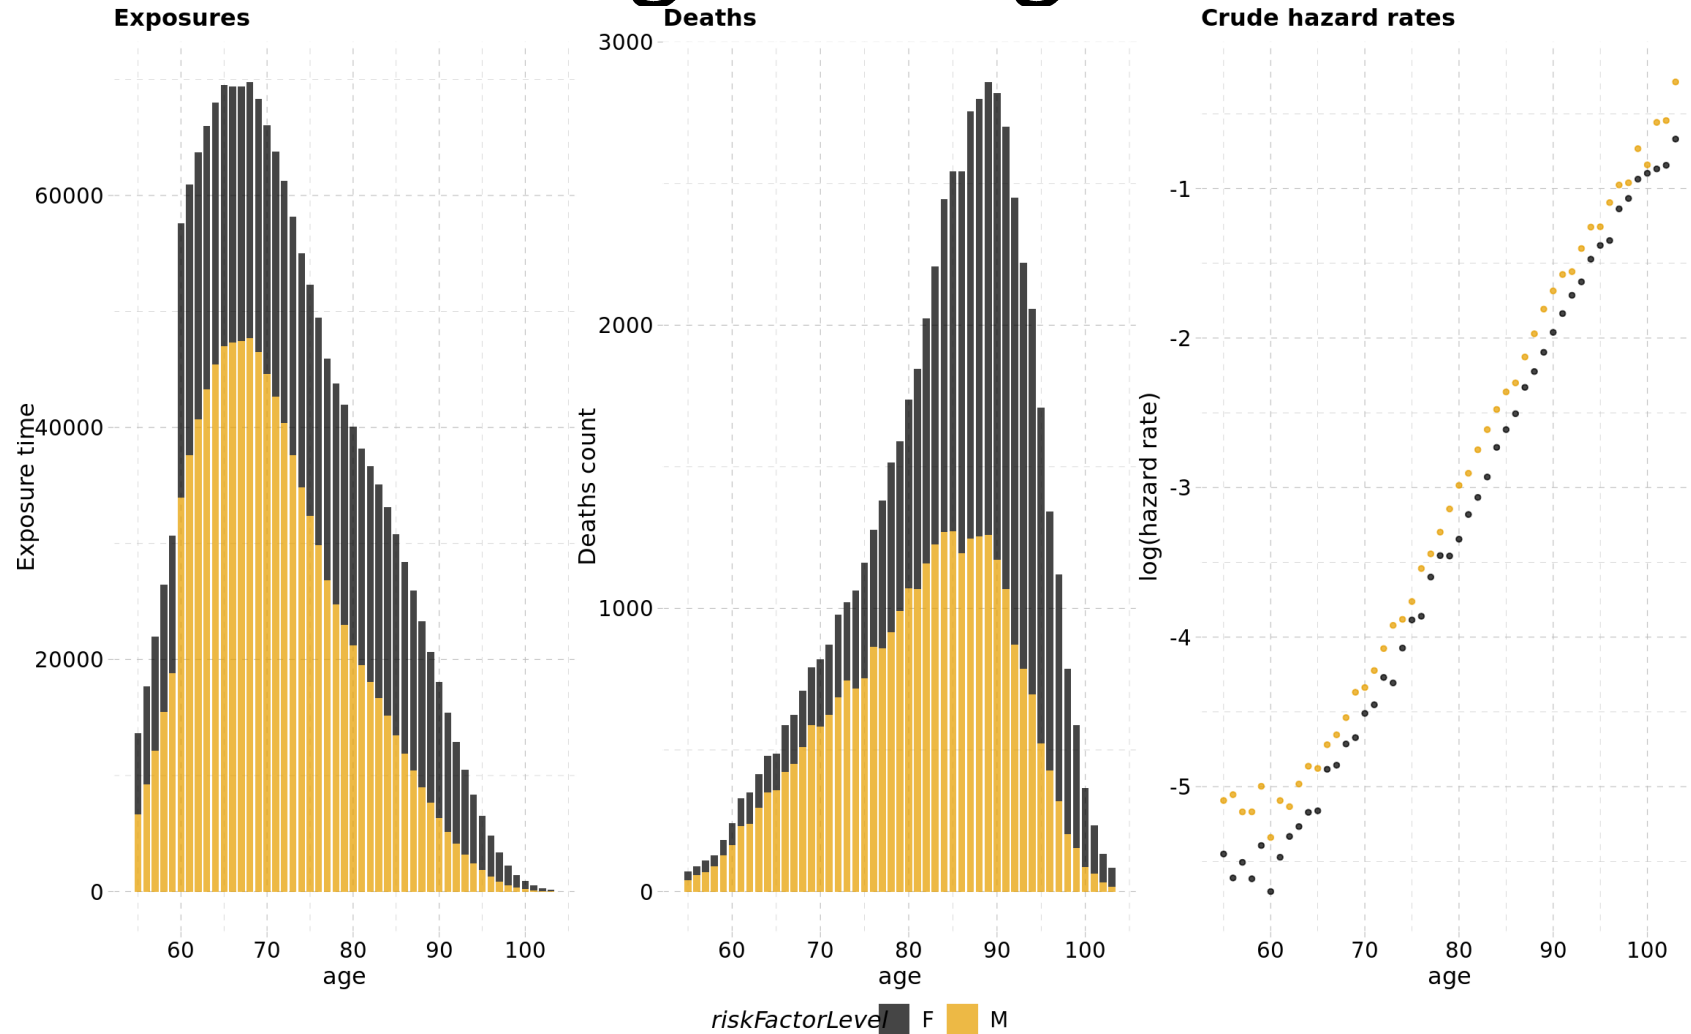 Exposures
Deaths
Crude hazard rates
Exposure time
60000
40000
20000
0
60 70 80 90 100
age
Deaths count
3000
2000
1000
0
60 70 80 90 100
age
log(hazard rate)
-1
-2
-3
-4
-5
60 70 80 90 100
age
riskFactorLevel F M